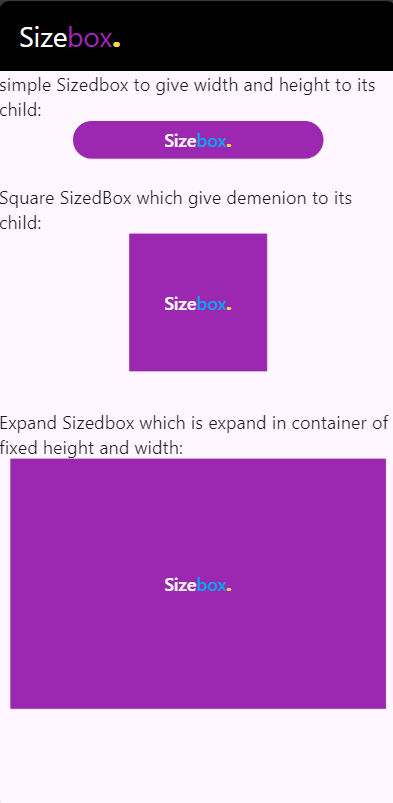 Sizebox.
simple Sizedbox to give width and height to its
child:
Sizebox.
Square SizedBox which give demenion to its
child:
Sizebox.
Expand Sizedbox which is expand in container of
fixed height and width:
Sizebox.